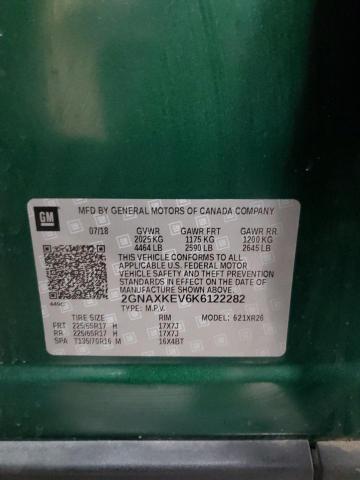 GM
MFD BY GENERAL MOTORS OF CANADA COMPANY
07/18 GVWR GAWR FRT GAWR RR.
2025 KG 1175 KG 1200 KG
4464 LB 2590 LB 2645 LB
THIS VEHICLE CONFORMS TO ALL
APPLICABLE U.S. FEDERAL MOTOR
VEHICLE SAFETY AND THEFT PREVENTION
STANDARDS IN EFFECT ON THE DATE OF
MANUFACTURE SHOWN ABOVE.
2GNAXKEV6K6122282
TYPE: M.P.V.
TIRE SIZE RIM 621XR26
FRT 225/65R17 H 17X7J
RR 225/65R17 H 17X7J
SPA T135/70R16 M 16X4BT